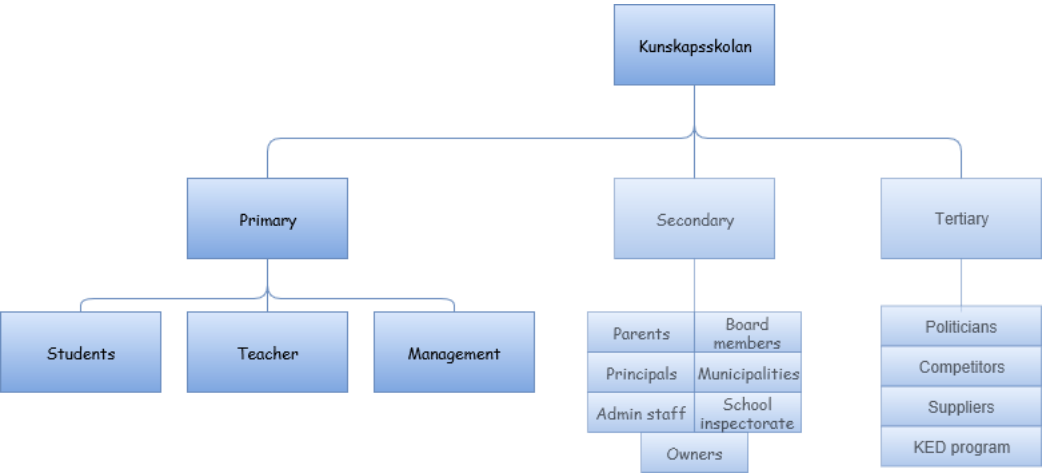 Kunskapsskolan
Primary
Secondary
Tertiary
Students
Teacher
Management
Parents
Board
members
Principals
Municipalities
Admin staff
School
inspectorate
Owners
Politicians
Competitors
Suppliers
KED program